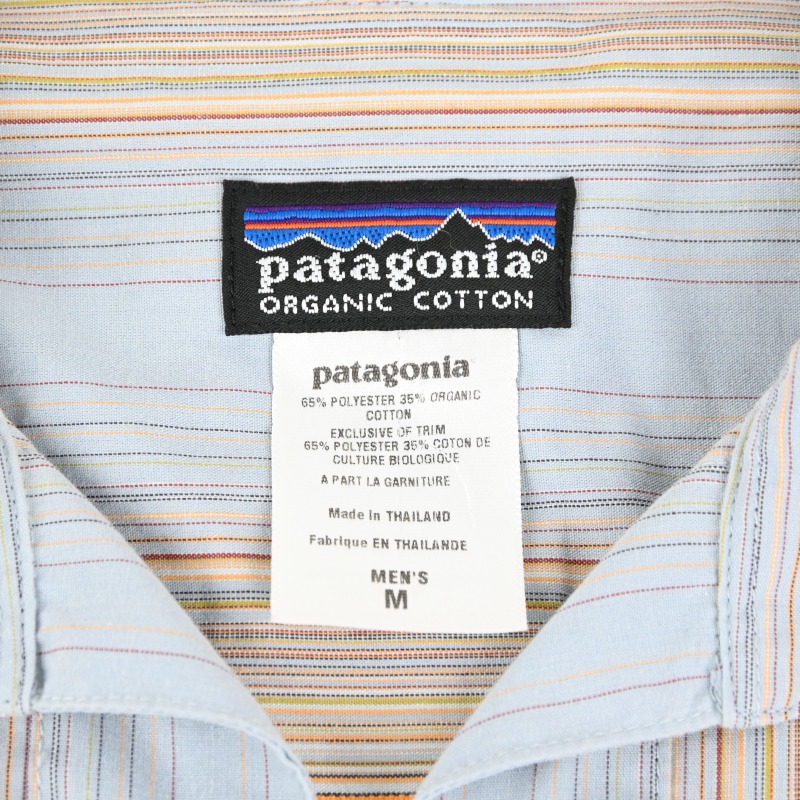 patagonia®
ORGANIC COTTON
patagonia
65% POLYESTER 35% ORGANIC
COTTON
EXCLUSIVE OF TRIM
65% POLYESTER 35% COTON DE
CULTURE BIOLOGIQUE
A PART LA GARNITURE
Made in THAILAND
Fabrique EN THAILANDE
MEN'S
M